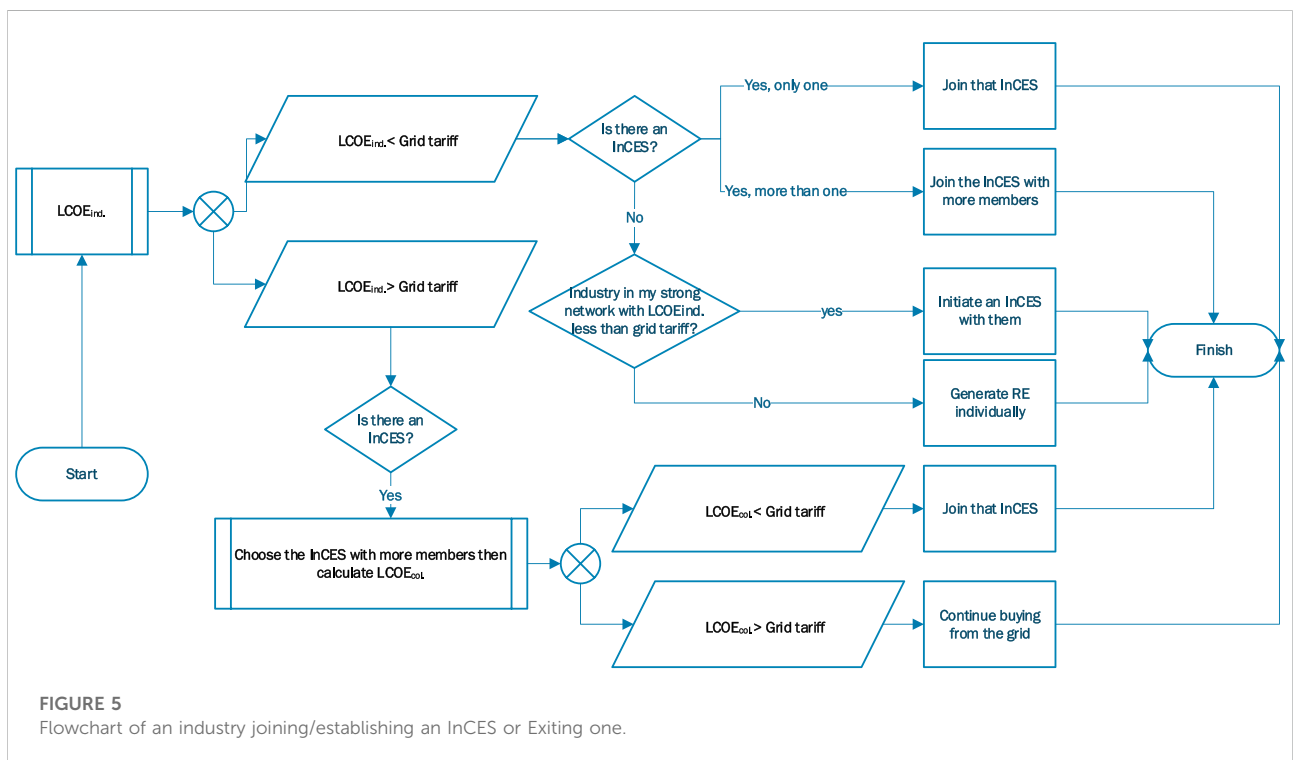 LCOEind.
Start
LCOEind.< Grid tariff
LCOEind.> Grid tariff
Is there an
InCES?
Yes, only one
Yes, more than one
No
Join that InCES
Join the InCES with
more members
Industry in my strong
network with LCOEind.
less than grid tariff?
yes
No
Initiate an InCES
with them
Generate RE
individually
Finish
Is there an
InCES?
Yes
Choose the InCES with more members then
calculate LCOEcol.
LCOEcol.< Grid tariff
LCOEcol.> Grid tariff
Join that InCES
Continue buying
from the grid
FIGURE 5
Flowchart of an industry joining/establishing an InCES or Exiting one.